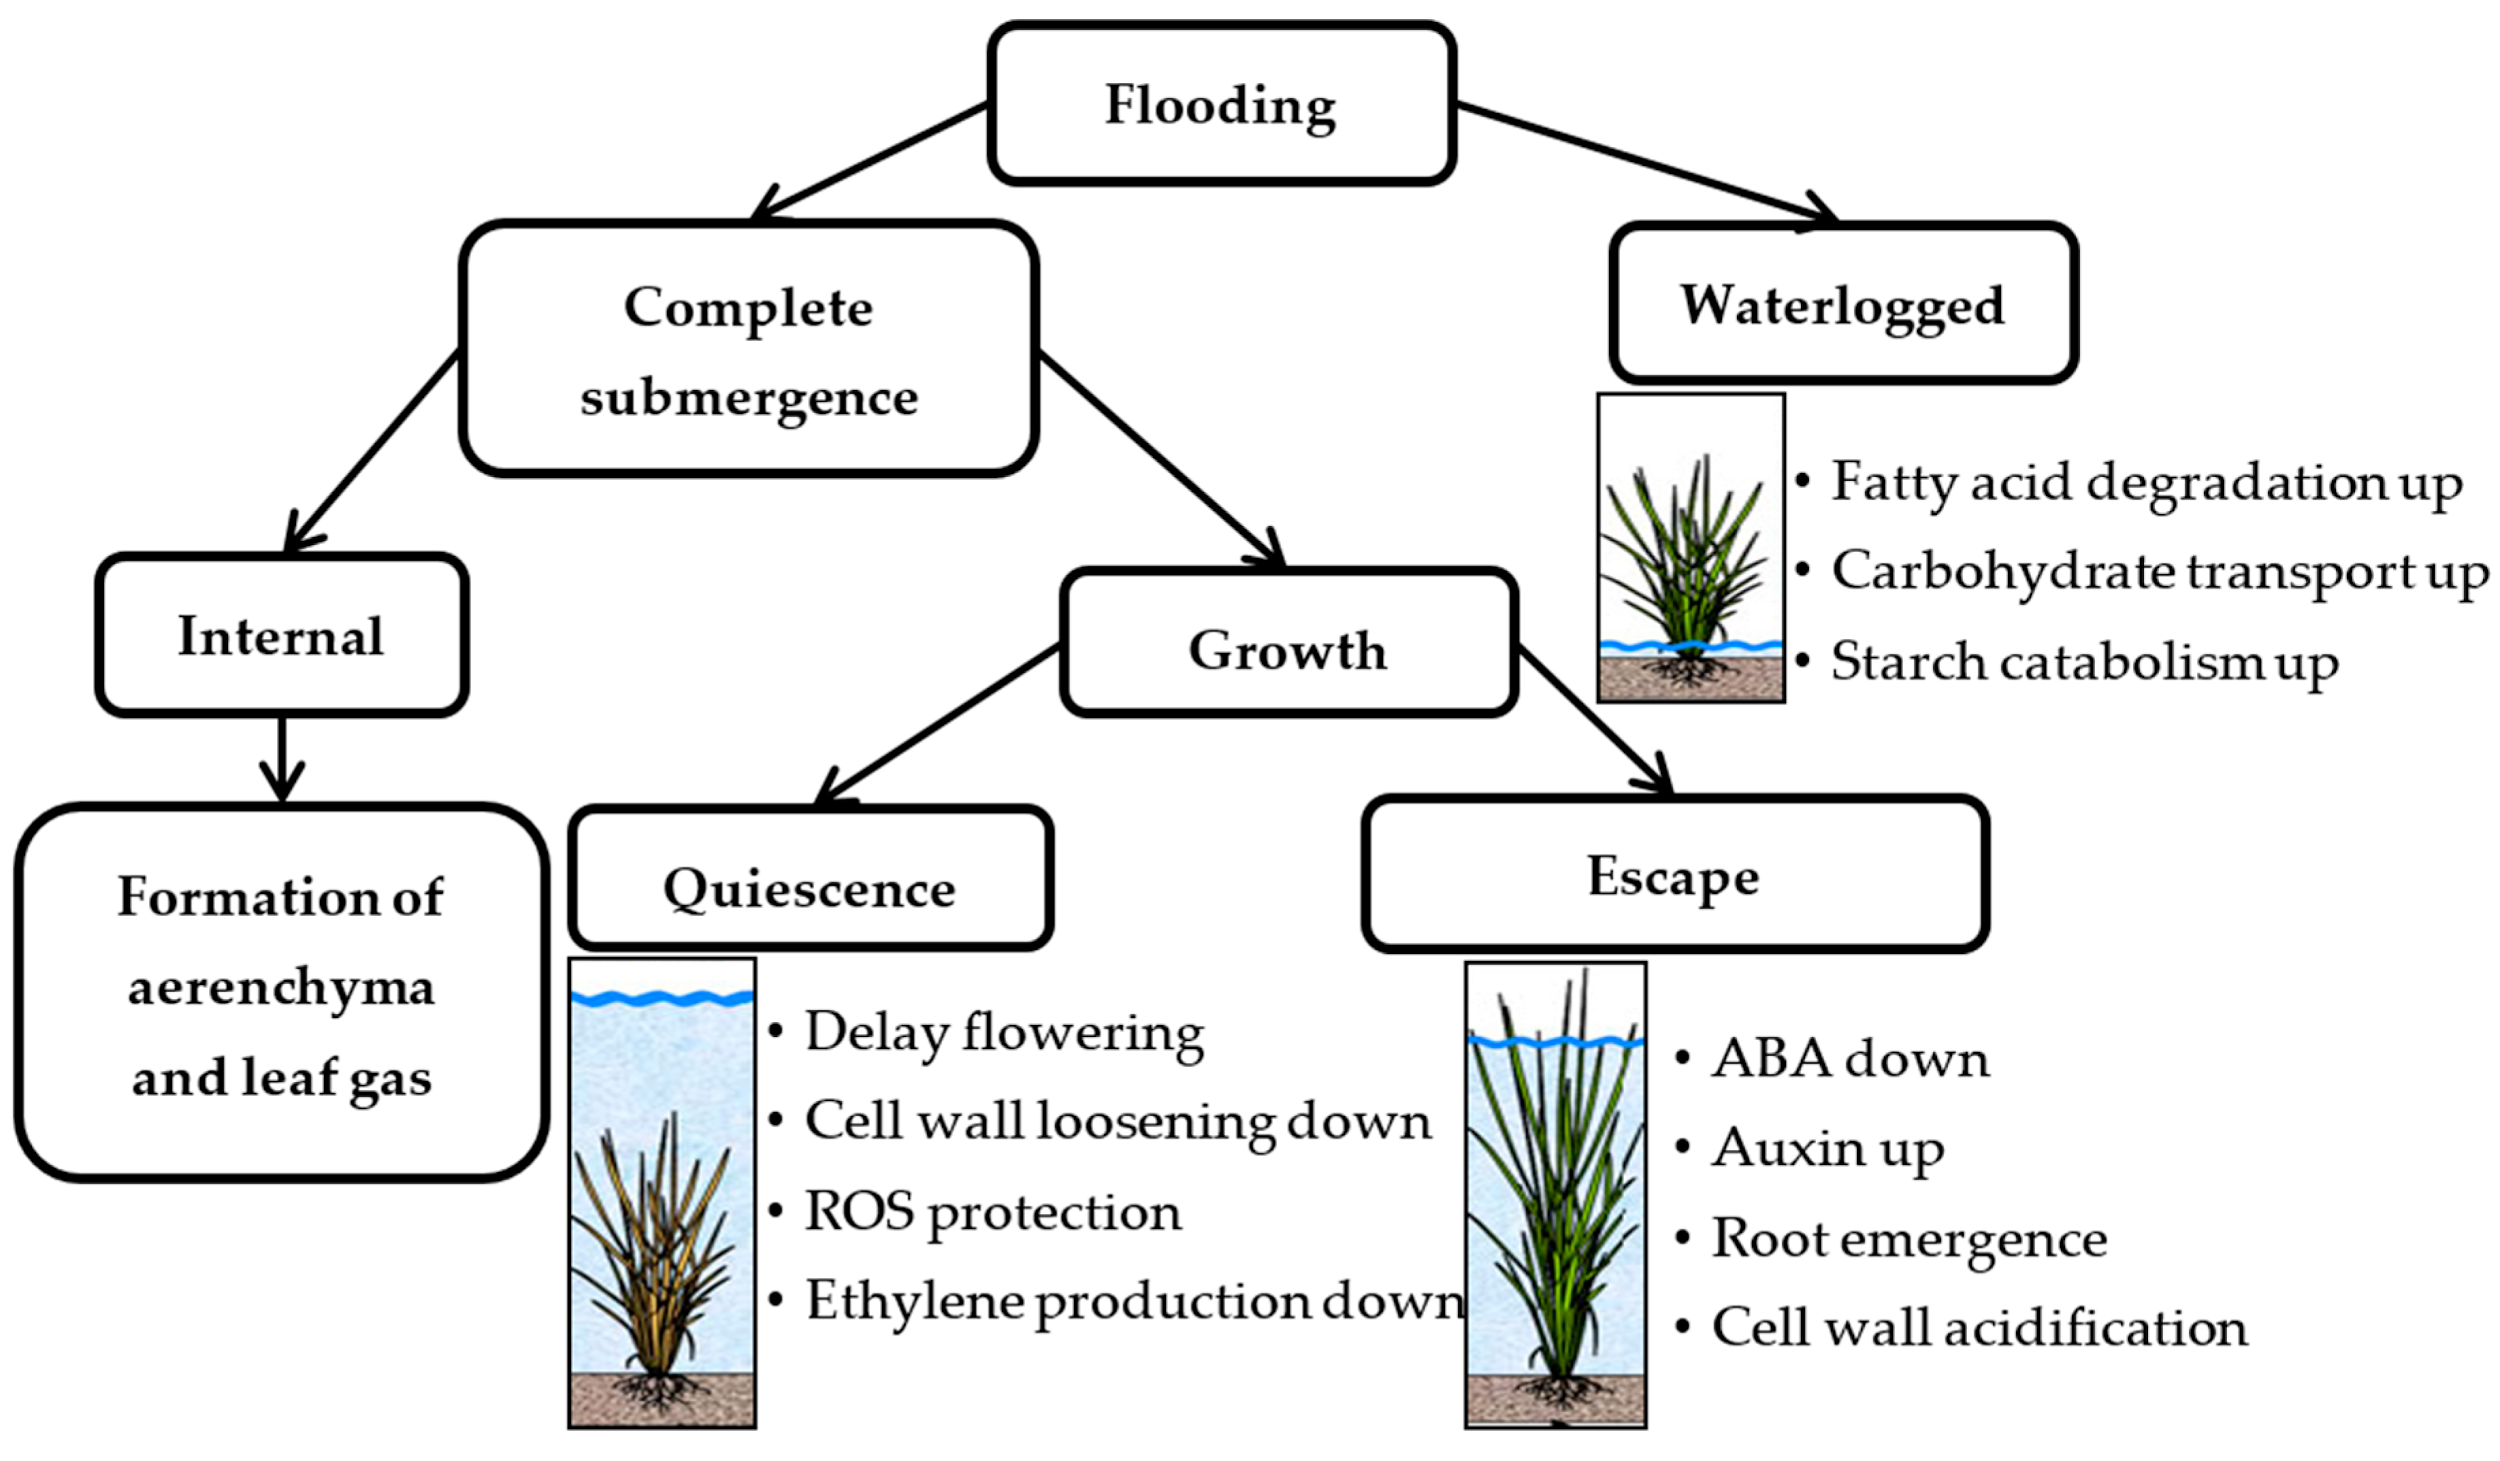 Flooding
Complete
submergence
Waterlogged
• Fatty acid degradation up
• Carbohydrate transport up
• Starch catabolism up
Internal
Growth
Formation of
aerenchyma
and leaf gas
Quiescence
• Delay flowering
• Cell wall loosening down
• ROS protection
• Ethylene production down
Escape
• ABA down
• Auxin up
• Root emergence
• Cell wall acidification